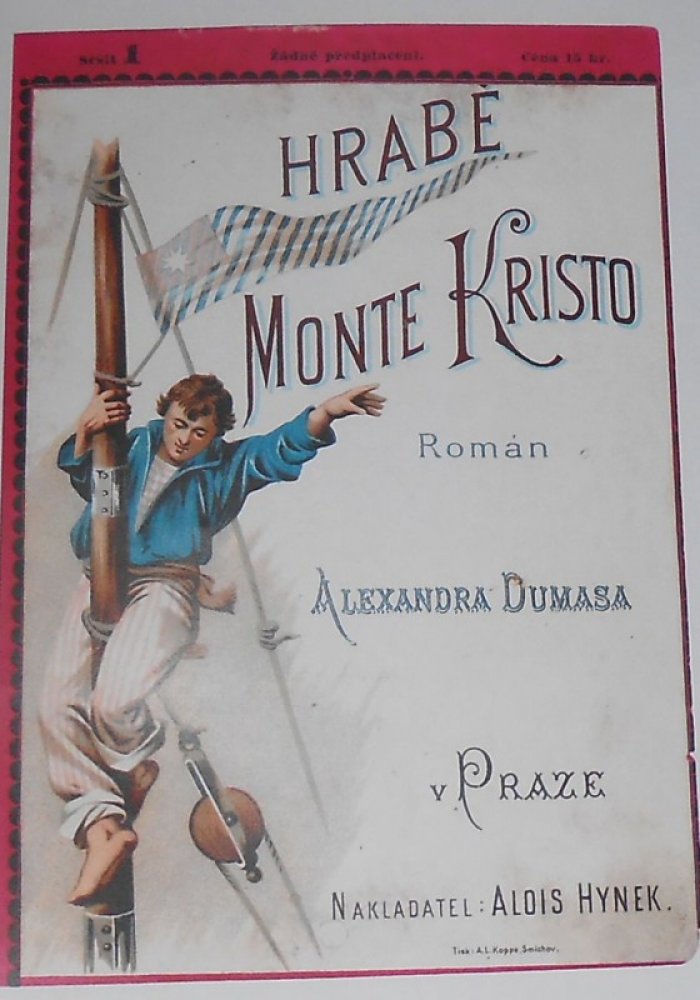 Sešit 1 Žádné předplacení. Cena 15 kr.
HRABĚ
MONTE KRISTO
Román
ALEXANDRA DUMASA
V PRAZE
NAKLADATEL: ALOIS HYNEK.
Tisk: A.L. Koppe, Smíchov.